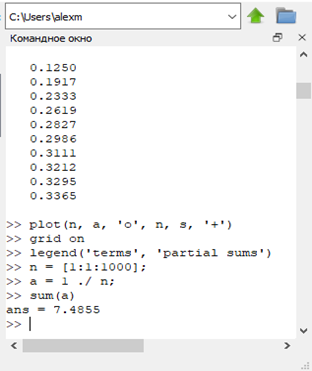 C:\Users\alexm
Командное окно
0.1250
0.1917
0.2333
0.2619
0.2827
0.2986
0.3111
0.3212
0.3295
0.3365
>> plot(n, a, 'o', n, s, '+')
>> grid on
>> legend('terms', 'partial sums')
>> n = [1:1:1000];
>> a = 1 ./ n;
>> sum(a)
ans = 7.4855
>>